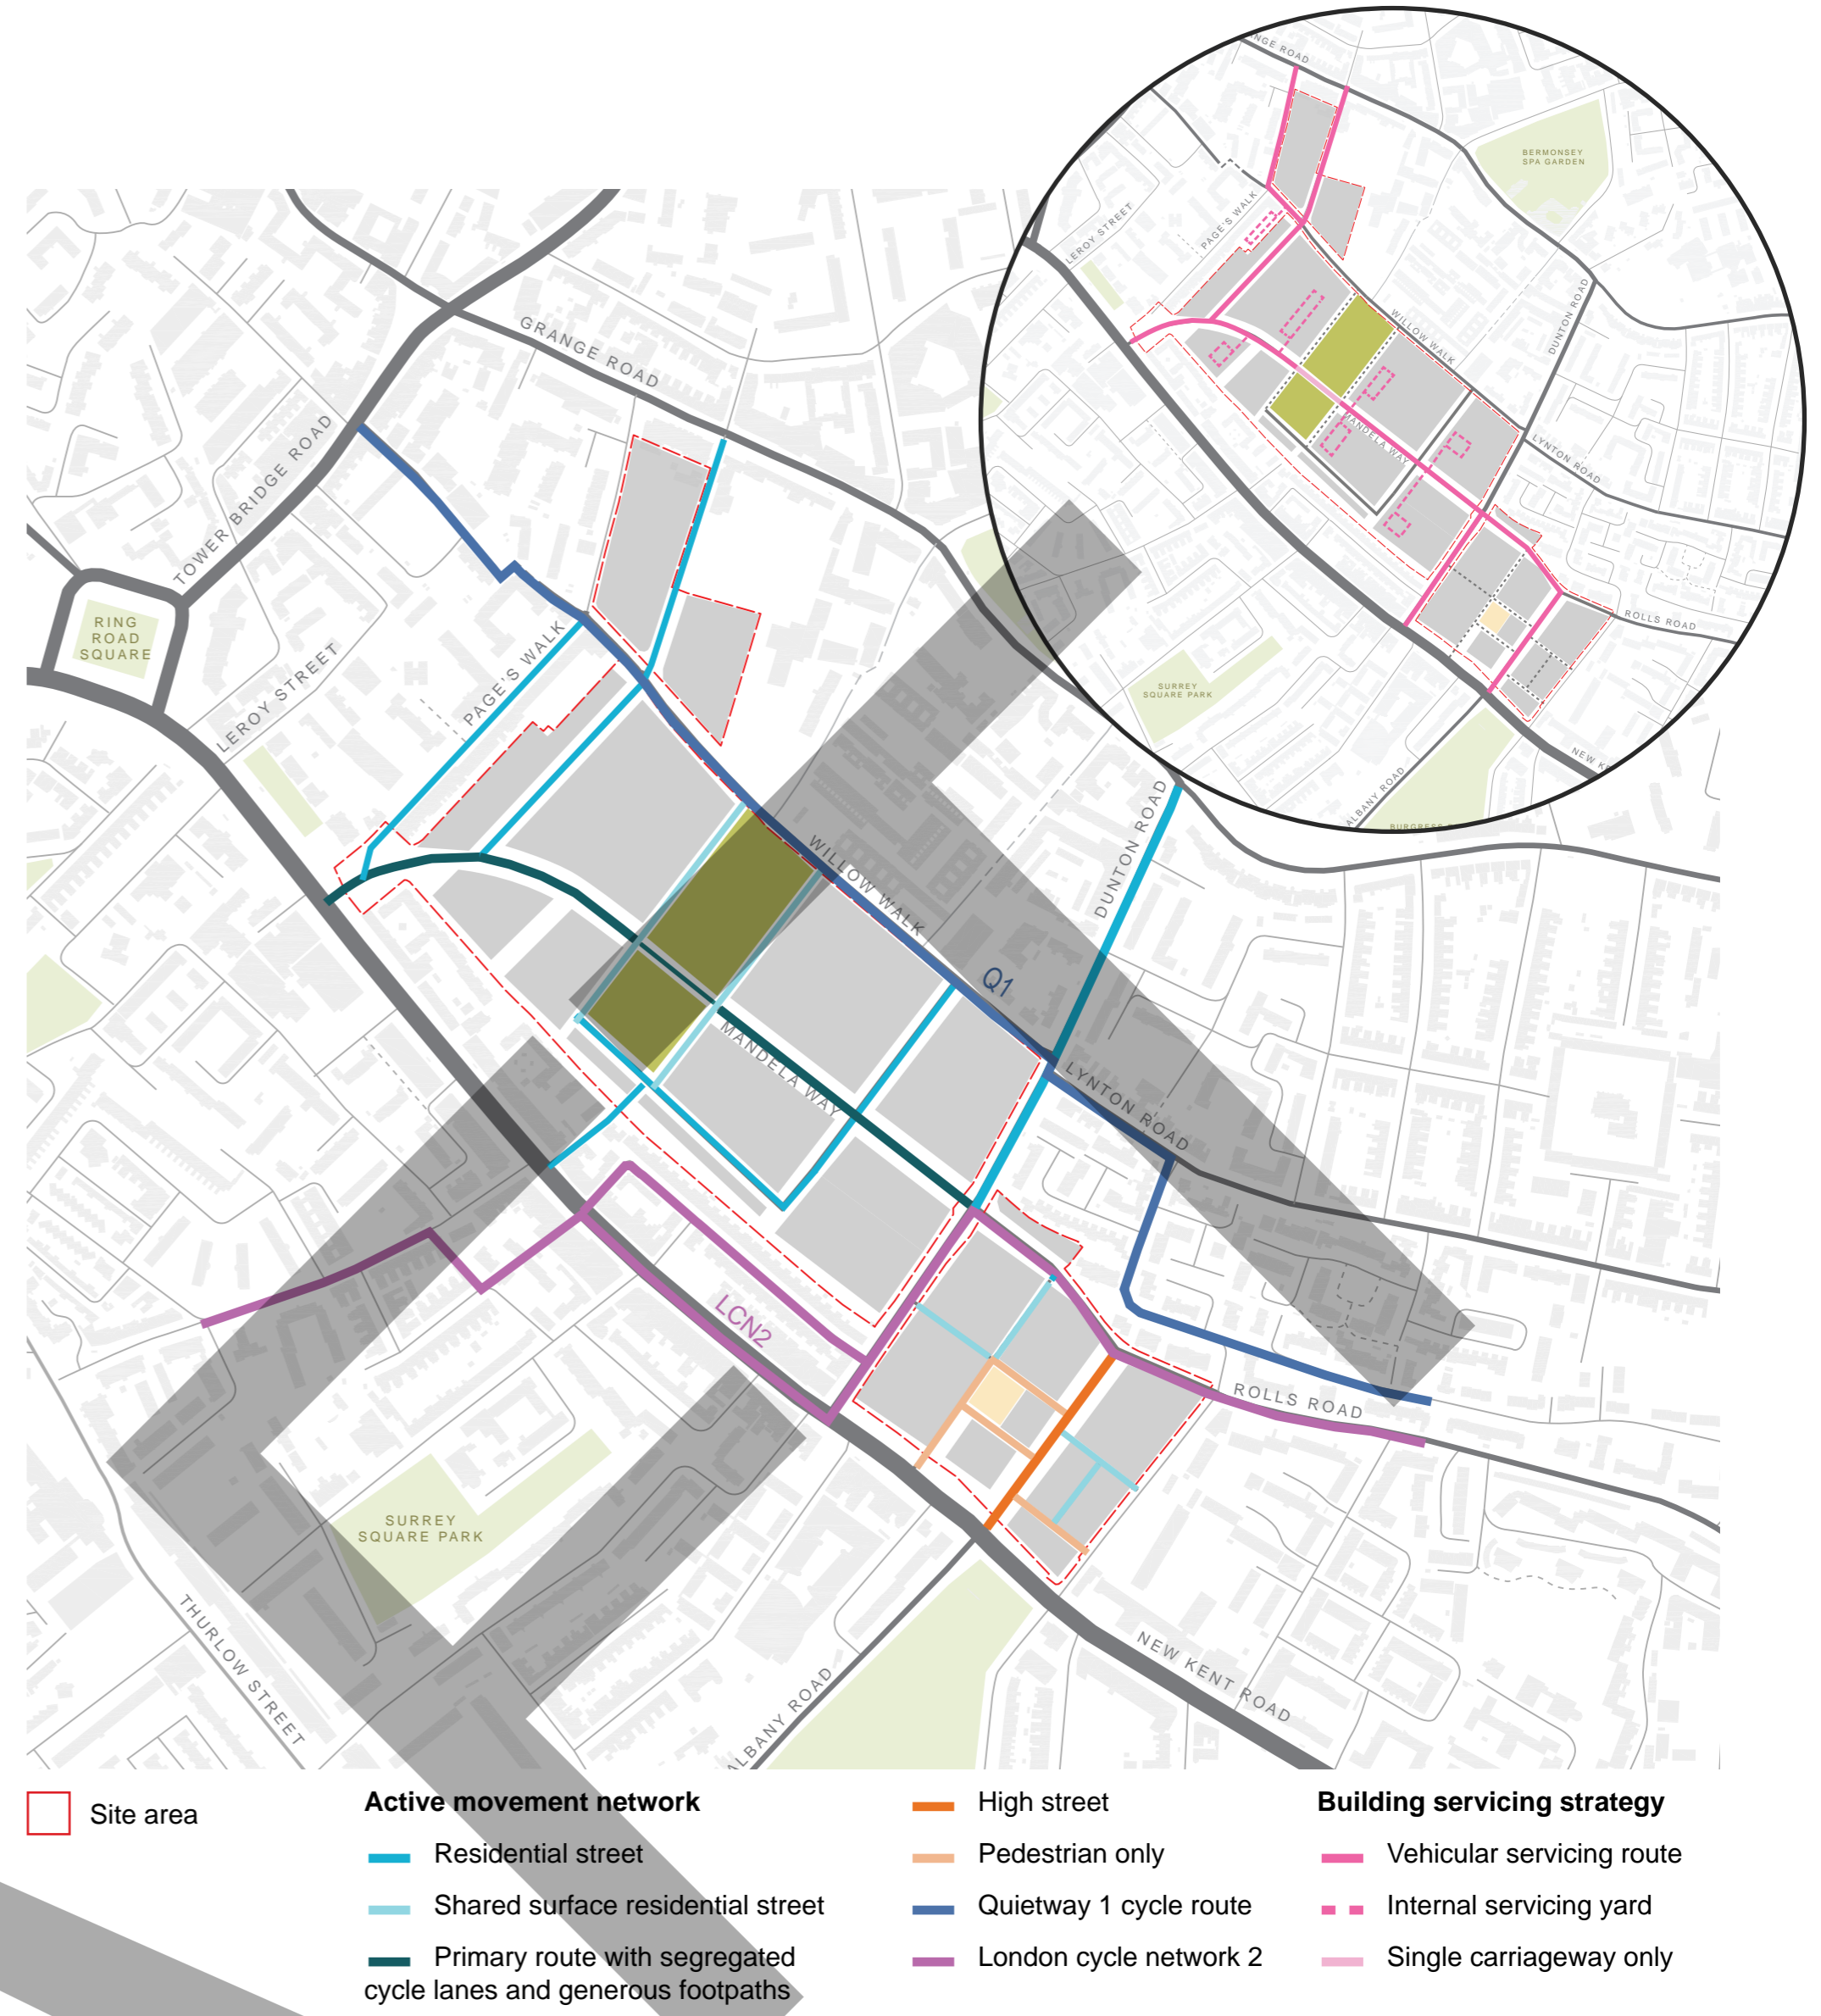 NGE ROAD
BERMONSEY
SPA GARDEN
PAGE'S WALK
LEROY STREET
WILLOW WALK
DUNTON ROAD
MANDELA WAY
LYNTON ROAD
ROLLS ROAD
SURREY
SQUARE PARK
NEW KE
ALBANY ROAD
GRANGE ROAD
TOWER BRIDGE ROAD
RING
ROAD
SQUARE
PAGE'S WALK
LEROY STREET
WILLOW WALK
DUNTON ROAD
Q1
MANDELA WAY
LYNTON ROAD
LCN2
ROLLS ROAD
SURREY
SQUARE PARK
THURLOW STREET
NEW KENT ROAD
ALBANY ROAD
Site area
Active movement network
Residential street
Shared surface residential street
Primary route with segregated
cycle lanes and generous footpaths
High street
Pedestrian only
Quietway 1 cycle route
London cycle network 2
Building servicing strategy
Vehicular servicing route
Internal servicing yard
Single carriageway only